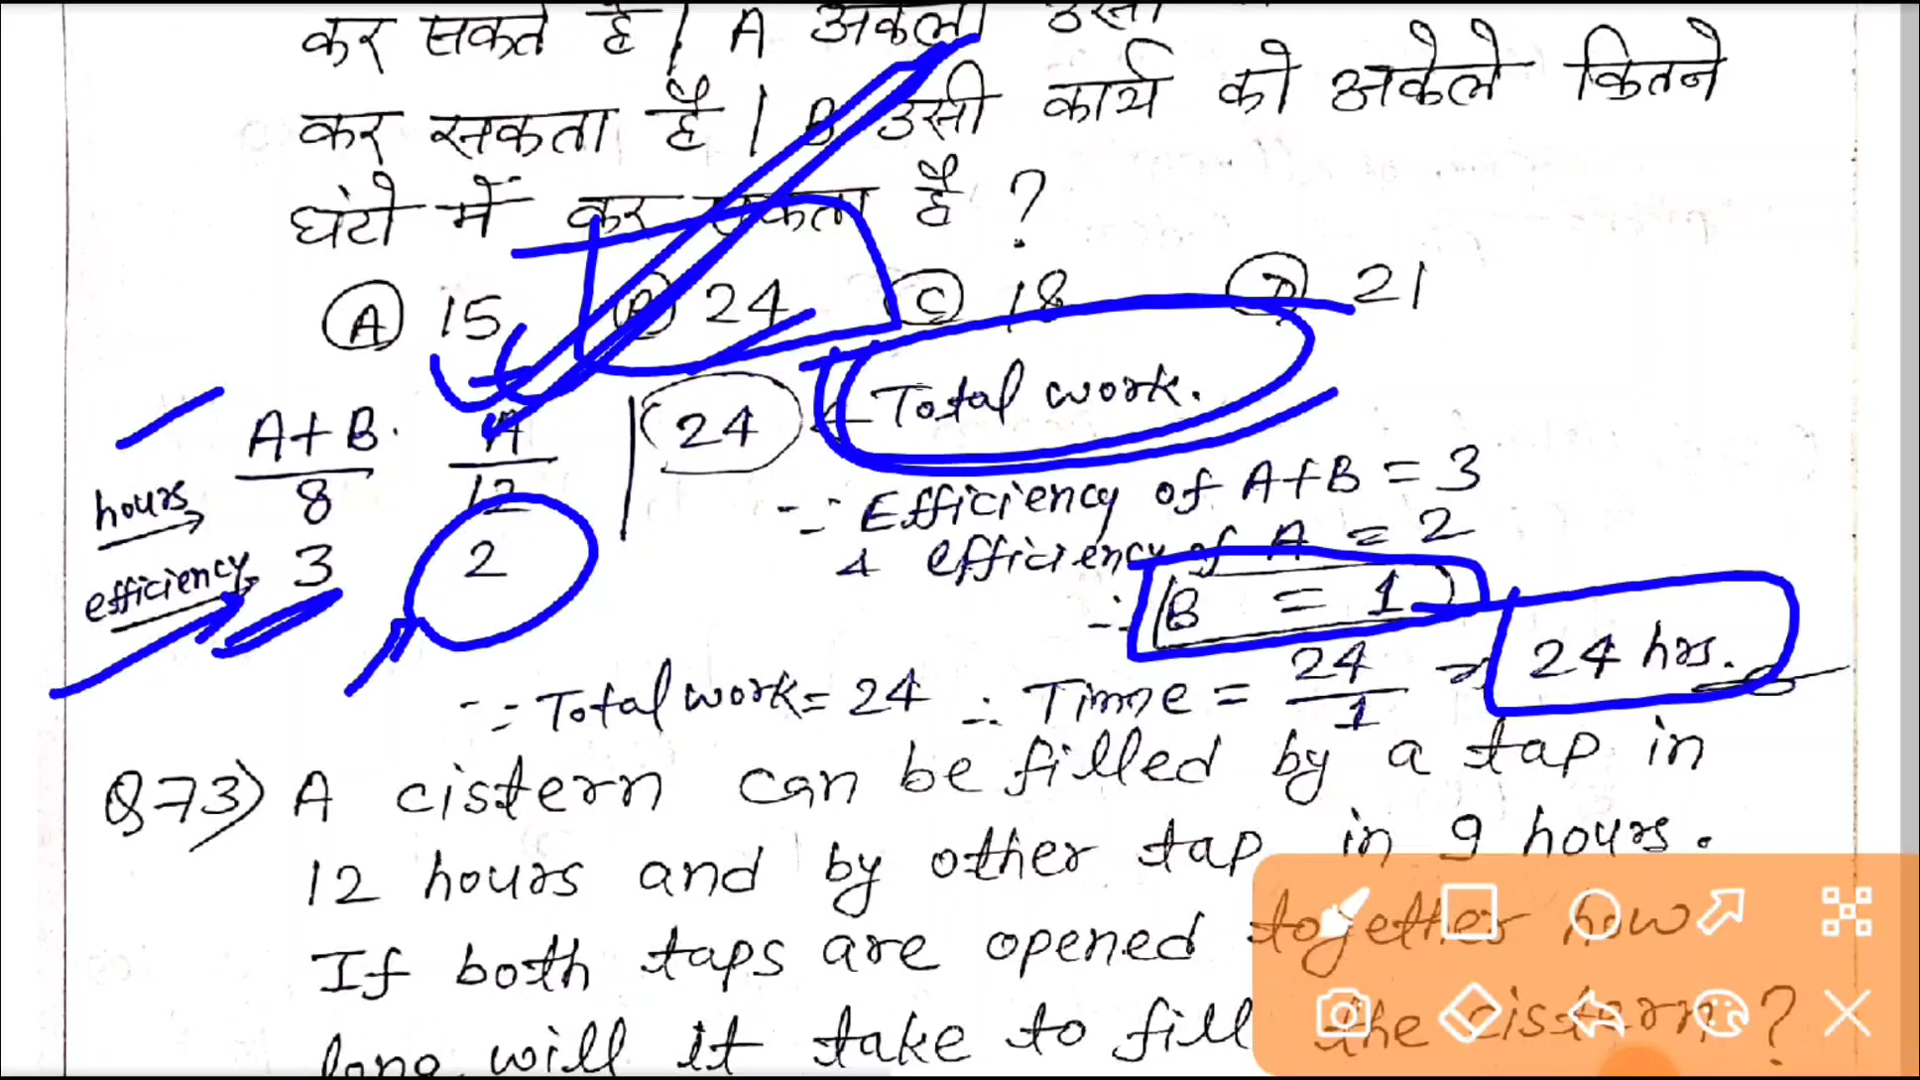 कर सकते है। A अकेला उसी
कर सकता है। B उसी कार्य को अकेले कितने
घंटो में कर सकता है ?
(A) 15 (B) 24 (C) 18 (D) 21
A+B. A | 24 ← Total work.
hours → 8 12
efficiency → 3 2
∵ Efficiency of A+B = 3
& efficiency of A = 2
∴ B = 1
∵ Total work = 24 ∴ Time = 24/1 = 24 hrs.
Q73) A cistern can be filled by a tap in
12 hours and by other tap in 9 hours.
If both taps are opened together how
long will it take to fill the cistern ?